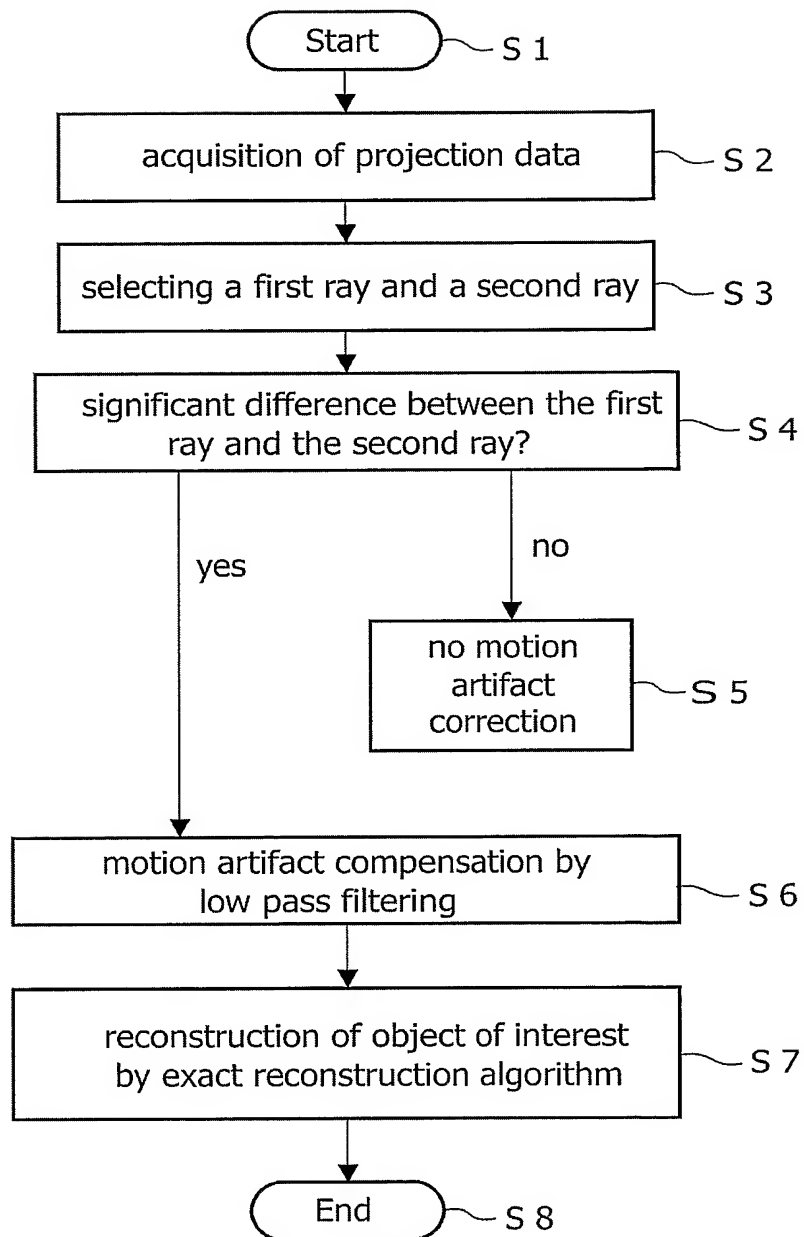 Start
S 1
acquisition of projection data
S 2
selecting a first ray and a second ray
S 3
significant difference between the first
ray and the second ray?
S 4
yes
no
no motion
artifact
correction
S 5
motion artifact compensation by
low pass filtering
S 6
reconstruction of object of interest
by exact reconstruction algorithm
S 7
End
S 8